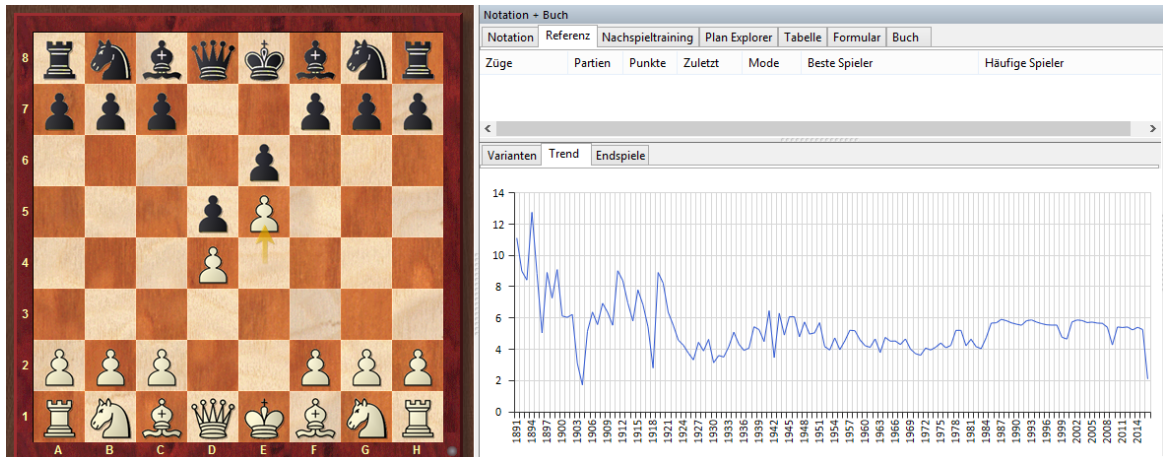 Notation + Buch
Notation Referenz Nachspieltraining Plan Explorer Tabelle Formular Buch
Züge Partien Punkte Zuletzt Mode Beste Spieler Häufige Spieler
Varianten Trend Endspiele
8
7
6
5
4
3
2
1
A B C D E F G H
14
12
10
8
6
4
2
0
1891 1894 1897 1900 1903 1906 1909 1912 1915 1918 1921 1924 1927 1930 1933 1936 1939 1942 1945 1948 1951 1954 1957 1960 1963 1966 1969 1972 1975 1978 1981 1984 1987 1990 1993 1996 1999 2002 2005 2008 2011 2014